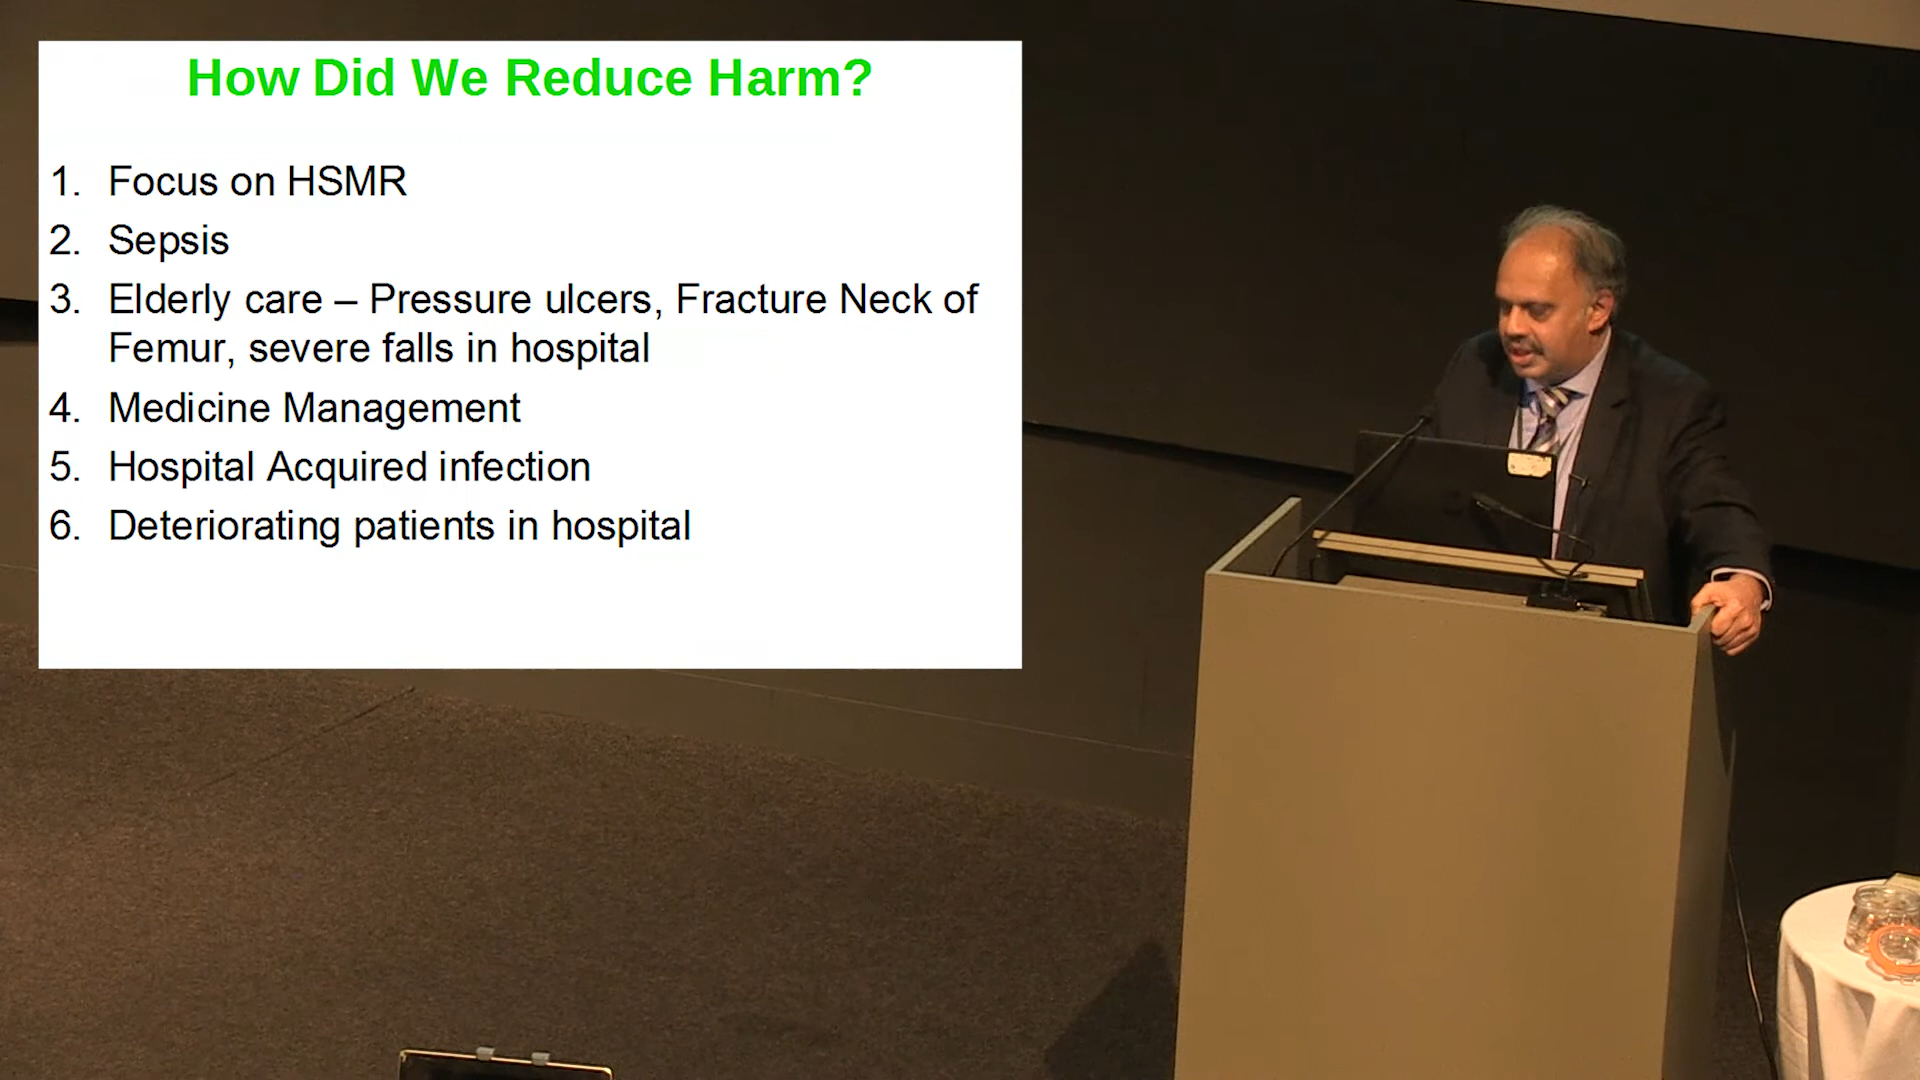 How Did We Reduce Harm?
1. Focus on HSMR
2. Sepsis
3. Elderly care – Pressure ulcers, Fracture Neck of
Femur, severe falls in hospital
4. Medicine Management
5. Hospital Acquired infection
6. Deteriorating patients in hospital